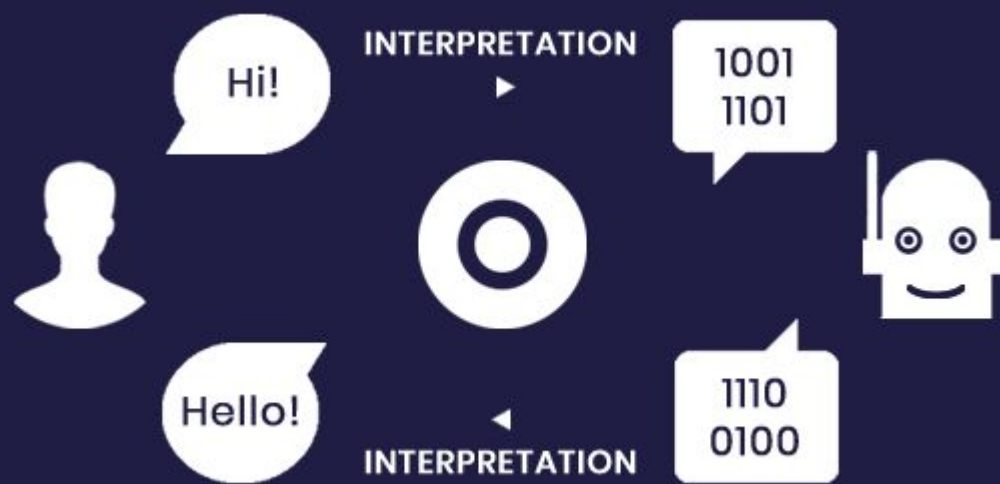 Hi!
INTERPRETATION
1001
1101
Hello!
INTERPRETATION
1110
0100